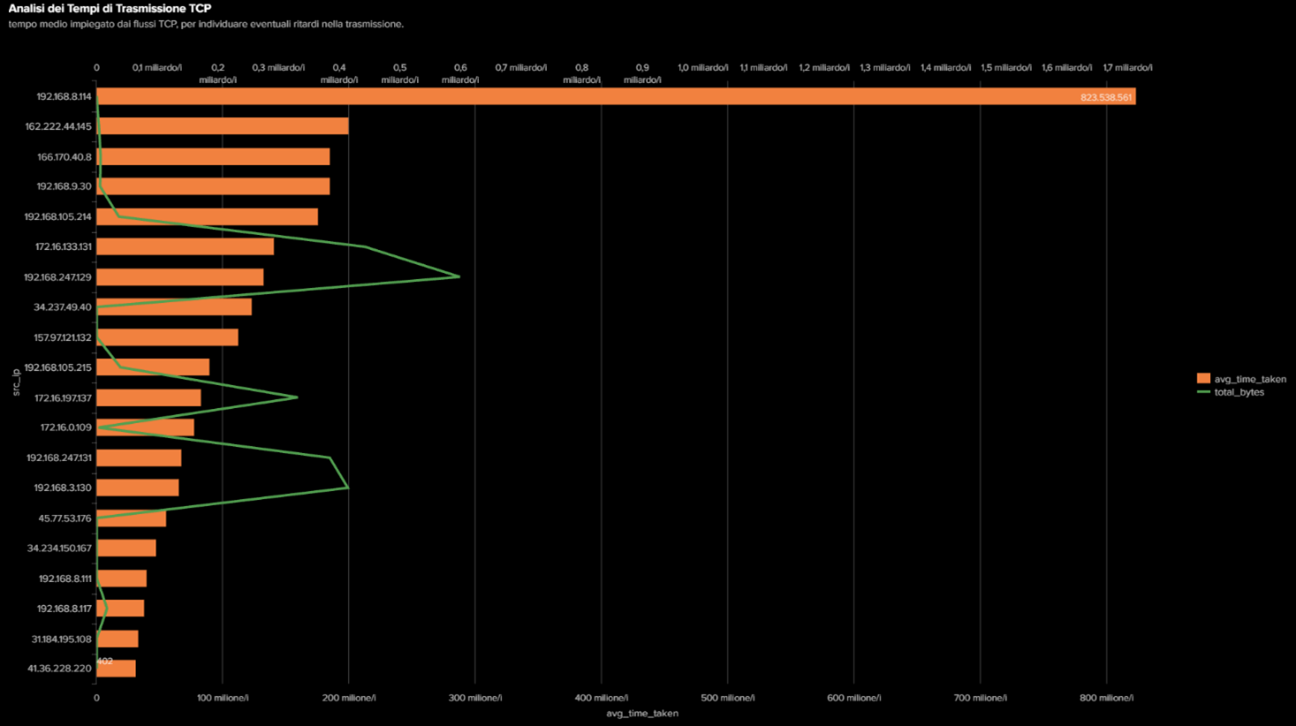 Analisi dei Tempi di Trasmissione TCP
tempo medio impiegato dai flussi TCP, per individuare eventuali ritardi nella trasmissione.
0 0,1 miliardo/i 0,2 miliardo/i 0,3 miliardo/i 0,4 miliardo/i 0,5 miliardo/i 0,6 miliardo/i 0,7 miliardo/i 0,8 miliardo/i 0,9 miliardo/i 1,0 miliardo/i 1,1 miliardo/i 1,2 miliardo/i 1,3 miliardo/i 1,4 miliardo/i 1,5 miliardo/i 1,6 miliardo/i 1,7 miliardo/i
192.168.8.114 823.538.561
162.222.44.145
166.170.40.8
192.168.9.30
192.168.105.214
172.16.133.131
192.168.247.129
34.237.49.40
157.97.121.132
192.168.105.215
172.16.197.137
172.16.0.109
192.168.247.131
192.168.3.130
45.77.53.176
34.234.150.167
192.168.8.111
192.168.8.117
31.184.195.108
41.36.228.220 402
src_ip
avg_time_taken
total_bytes
0 100 milione/i 200 milione/i 300 milione/i 400 milione/i 500 milione/i 600 milione/i 700 milione/i 800 milione/i
avg_time_taken